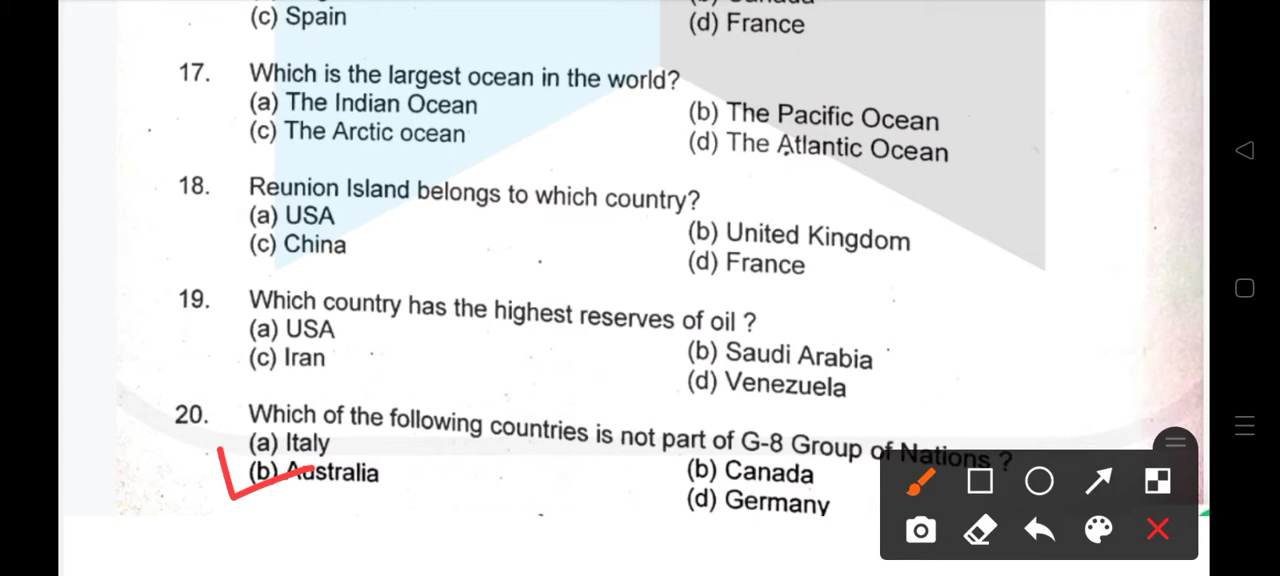 (c) Spain
(d) France
17. Which is the largest ocean in the world?
(a) The Indian Ocean
(b) The Pacific Ocean
(c) The Arctic ocean
(d) The Atlantic Ocean
18. Reunion Island belongs to which country?
(a) USA
(b) United Kingdom
(c) China
(d) France
19. Which country has the highest reserves of oil ?
(a) USA
(b) Saudi Arabia
(c) Iran
(d) Venezuela
20. Which of the following countries is not part of G-8 Group of Nations ?
(a) Italy
(b) Canada
(b) Australia
(d) Germany